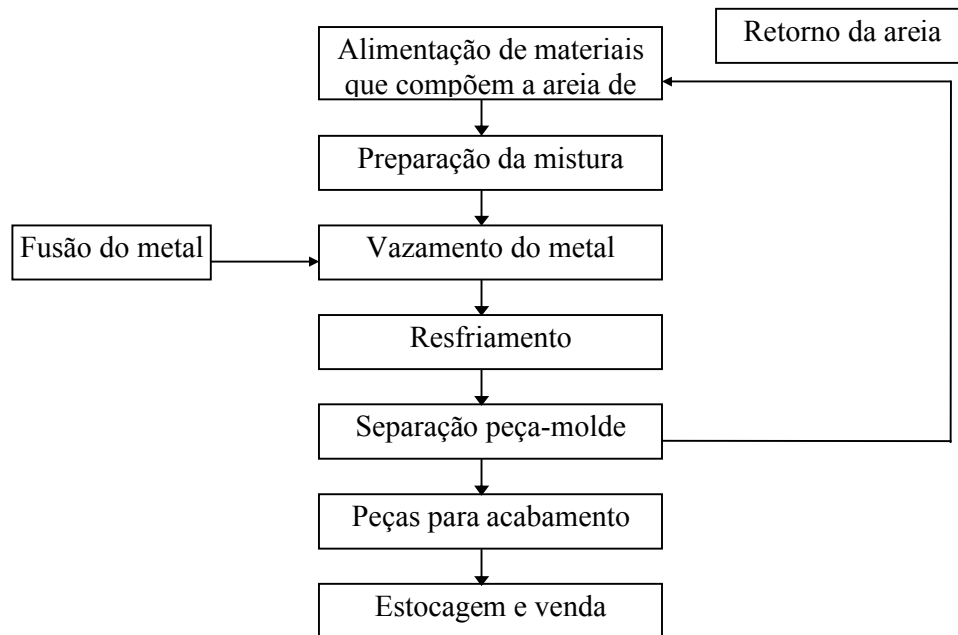 Alimentação de materiais
que compõem a areia de
Retorno da areia
Preparação da mistura
Fusão do metal
Vazamento do metal
Resfriamento
Separação peça-molde
Peças para acabamento
Estocagem e venda